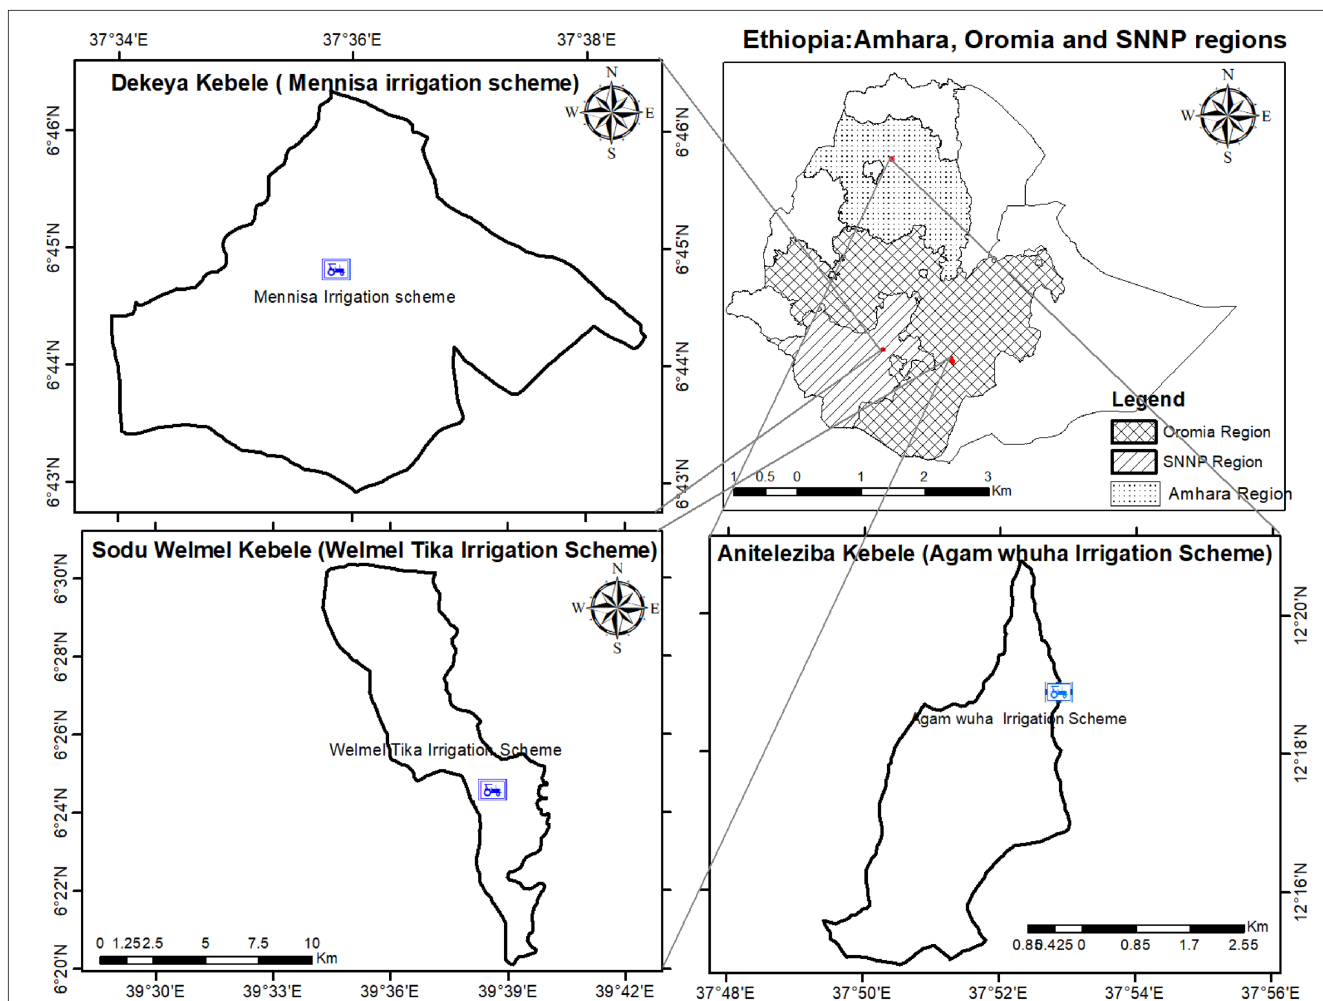 37°34'E 37°36'E 37°38'E
Dekeya Kebele ( Mennisa irrigation scheme)
N
W E
S
6°46'N 6°46'N
6°45'N 6°45'N
6°44'N 6°44'N
6°43'N 6°43'N
Mennisa Irrigation scheme
Ethiopia:Amhara, Oromia and SNNP regions
N
W E
S
Legend
Oromia Region
SNNP Region
Amhara Region
1 0.5 0 1 2 3
Km
Sodu Welmel Kebele (Welmel Tika Irrigation Scheme)
N
W E
S
6°30'N
6°28'N
6°26'N
6°24'N
6°22'N
6°20'N
Welmel Tika Irrigation Scheme
0 1.25 2.5 5 7.5 10
Km
39°30'E 39°36'E 39°39'E 39°42'E
Aniteleziba Kebele (Agam whuha Irrigation Scheme)
12°20'N
12°18'N
12°16'N
Agam wuha Irrigation Scheme
Km
0.85 0.425 0 0.85 1.7 2.55
37°48'E 37°50'E 37°52'E 37°54'E 37°56'E